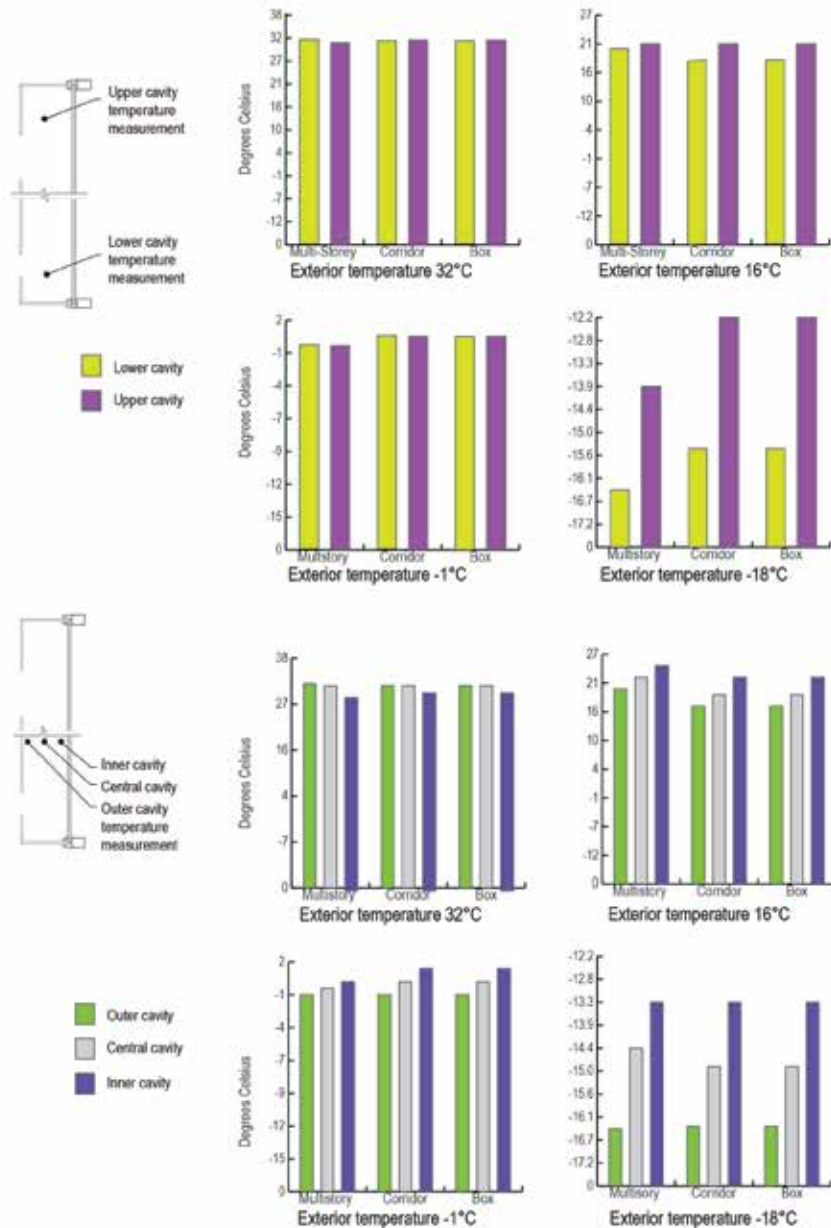 Upper cavity
temperature
measurement
Lower cavity
temperature
measurement
Lower cavity
Upper cavity
Degrees Celsius
38
32
27
21
16
10
4
-1
-7
-12
0
Multi-Storey Corridor Box
Exterior temperature 32°C
27
21
16
10
4
-1
-7
-12
0
Multi-Storey Corridor Box
Exterior temperature 16°C
Degrees Celsius
2
-1
-4
-7
-9
-12
-15
0
Multistory Corridor Box
Exterior temperature -1°C
-12.2
-12.8
-13.3
-13.9
-14.4
-15.0
-15.6
-16.1
-16.7
-17.2
0
Multistory Corridor Box
Exterior temperature -18°C
Inner cavity
Central cavity
Outer cavity
temperature
measurement
Degrees Celsius
38
27
16
4
-7
0
Multistory Corridor Box
Exterior temperature 32°C
27
21
16
10
4
-1
-7
-12
0
Multistory Corridor Box
Exterior temperature 16°C
Outer cavity
Central cavity
Inner cavity
Degrees Celsius
2
-1
-4
-7
-9
-12
-15
0
Multistory Corridor Box
Exterior temperature -1°C
-12.2
-12.8
-13.3
-13.9
-14.4
-15.0
-15.6
-16.1
-16.7
-17.2
0
Multisory Corridor Box
Exterior temperature -18°C